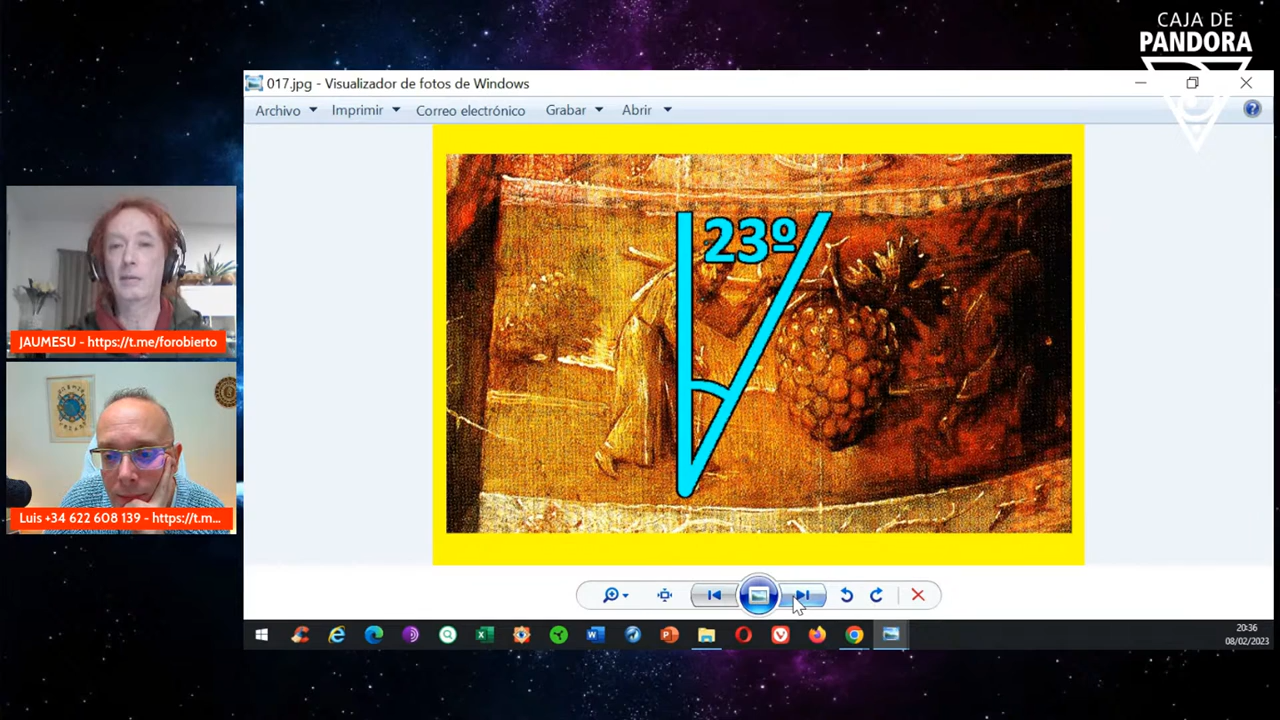 CAJA DE
PANDORA
017.jpg - Visualizador de fotos de Windows
Archivo Imprimir Correo electrónico Grabar Abrir
23º
JAUMESU - https://t.me/forobierto
Luis +34 622 608 139 - https://t.m...
20:36
08/02/2023